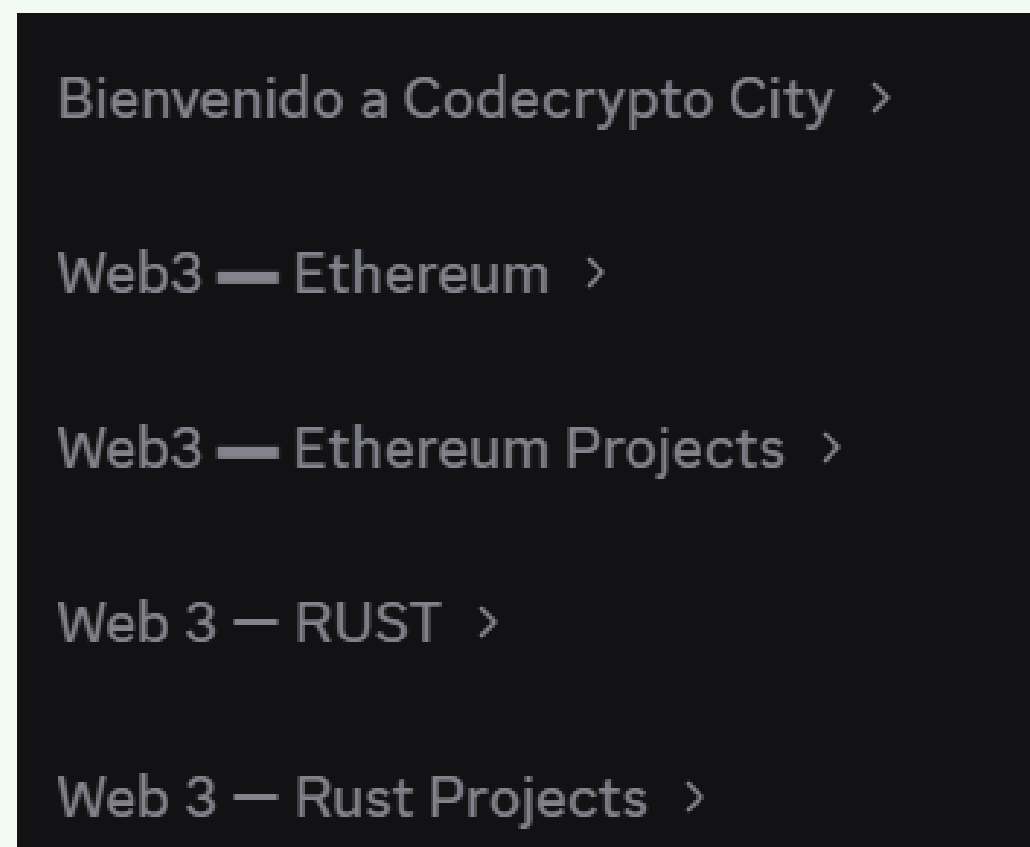 Bienvenido a Codecrypto City >
Web3 ━ Ethereum >
Web3 ━ Ethereum Projects >
Web 3 — RUST >
Web 3 — Rust Projects >